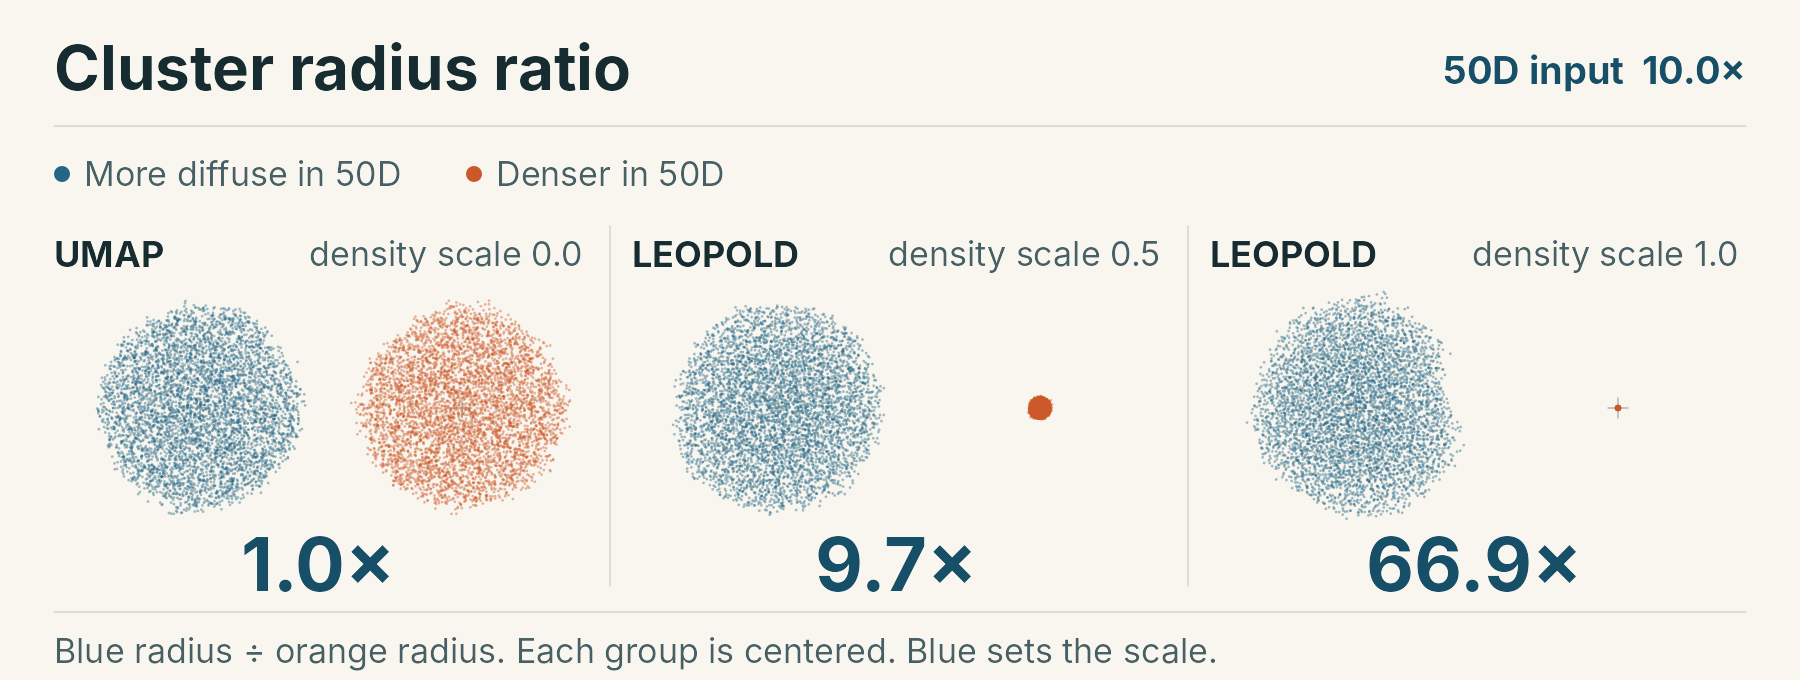 Cluster radius ratio
50D input 10.0×
More diffuse in 50D
Denser in 50D
UMAP
density scale 0.0
LEOPOLD
density scale 0.5
LEOPOLD
density scale 1.0
1.0×
9.7×
66.9×
Blue radius ÷ orange radius. Each group is centered. Blue sets the scale.